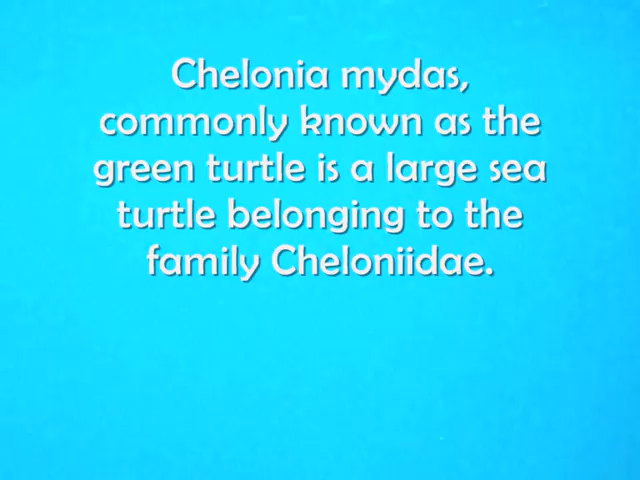 Chelonia mydas,
commonly known as the
green turtle is a large sea
turtle belonging to the
family Cheloniidae.